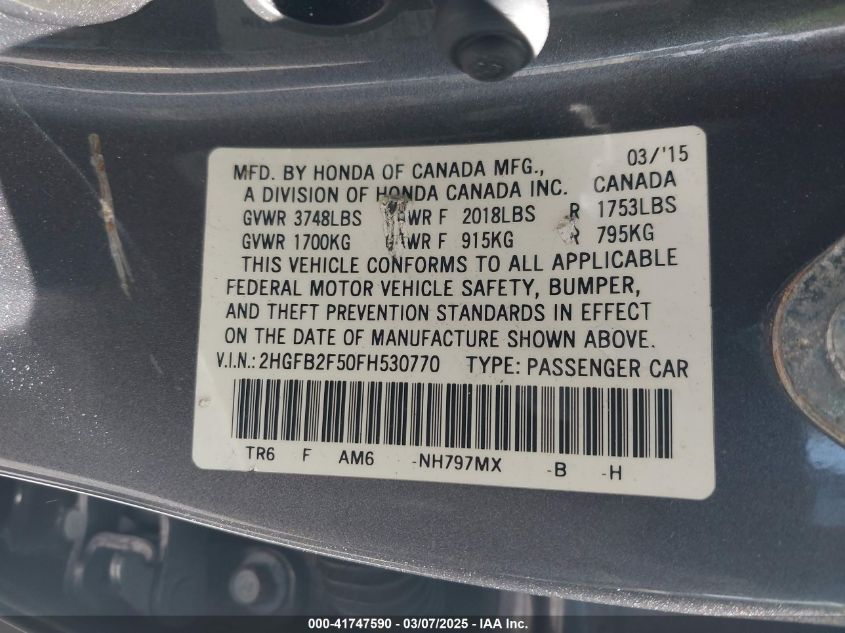 MFD. BY HONDA OF CANADA MFG., 03/'15
A DIVISION OF HONDA CANADA INC. CANADA
GVWR 3748LBS WR F 2018LBS R 1753LBS
GVWR 1700KG WR F 915KG R 795KG
THIS VEHICLE CONFORMS TO ALL APPLICABLE
FEDERAL MOTOR VEHICLE SAFETY, BUMPER,
AND THEFT PREVENTION STANDARDS IN EFFECT
ON THE DATE OF MANUFACTURE SHOWN ABOVE.
V.I.N.: 2HGFB2F50FH530770 TYPE: PASSENGER CAR
TR6 F AM6 -NH797MX -B -H
000-41747590 - 03/07/2025 - IAA Inc.